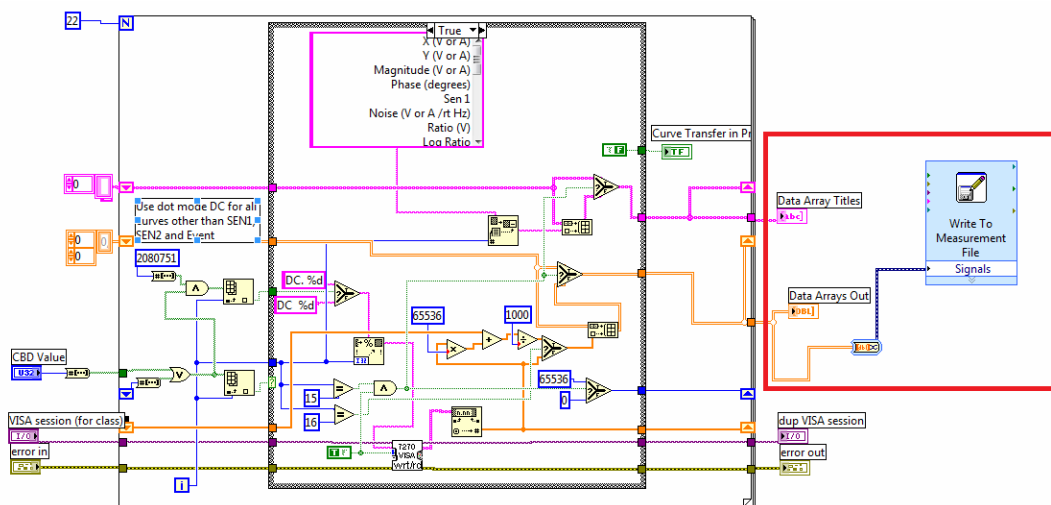 22
N
True
X (V or A)
Y (V or A)
Magnitude (V or A)
Phase (degrees)
Sen 1
Noise (V or A /rt Hz)
Ratio (V)
Log Ratio
Curve Transfer in Pr
F
TF
0
Use dot mode DC for all
curves other than SEN1,
SEN2 and Event
Data Array Titles
abc]
Write To
Measurement
File
Signals
0
0
0
2080751
DC. %d
DC %d
65536
1000
Data Arrays Out
DBL]
CBD Value
U32
15
16
65536
0
VISA session (for class)
I/O
dup VISA session
I/O
error in
error out
T
7270
VISA
wrt/rd
i